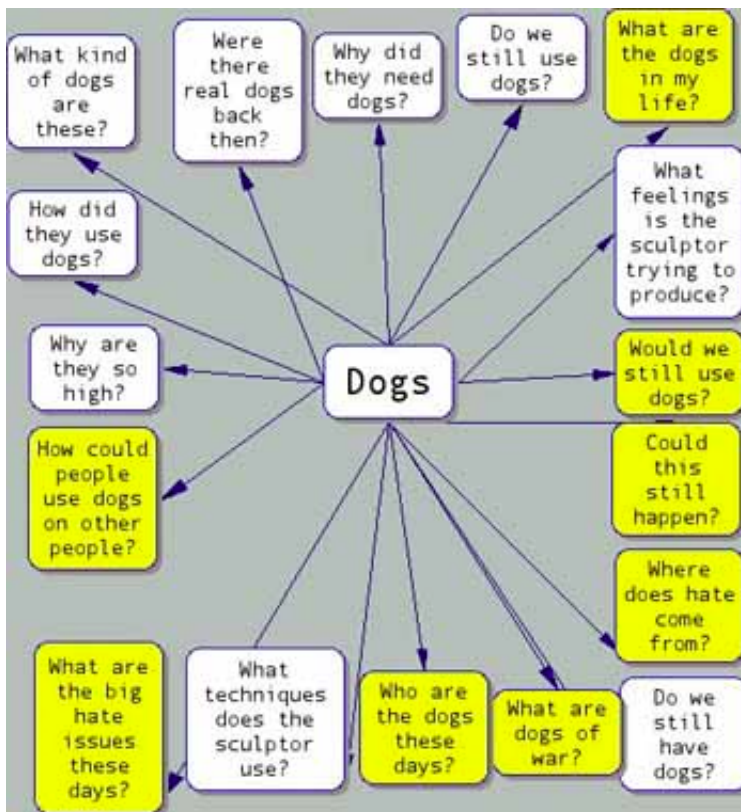 What kind
of dogs
are
these?
Were
there
real dogs
back
then?
Why did
they need
dogs?
Do we
still use
dogs?
What are
the dogs
in my
life?
What
feelings
is the
sculptor
trying to
produce?
How did
they use
dogs?
Why are
they so
high?
Dogs
Would we
still use
dogs?
How could
people
use dogs
on other
people?
Could
this
still
happen?
Where
does hate
come
from?
What are
the big
hate
issues
these
days?
What
techniques
does the
sculptor
use?
Who are
the dogs
these
days?
What are
dogs of
war?
Do we
still
have
dogs?